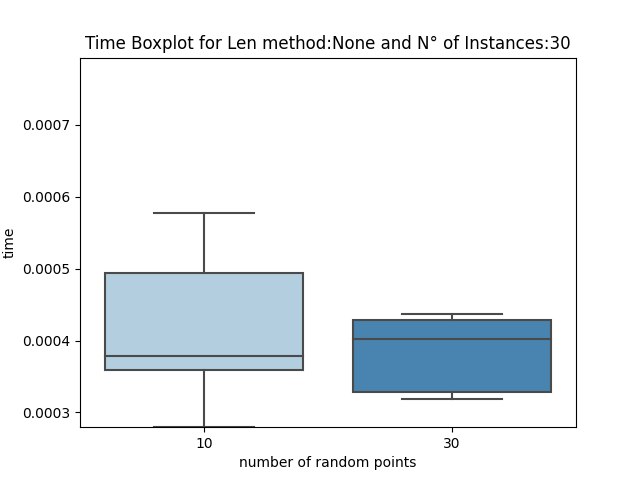 Time Boxplot for Len method:None and N° of Instances:30
0.0007
0.0006
0.0005
0.0004
0.0003
time
10 30
number of random points